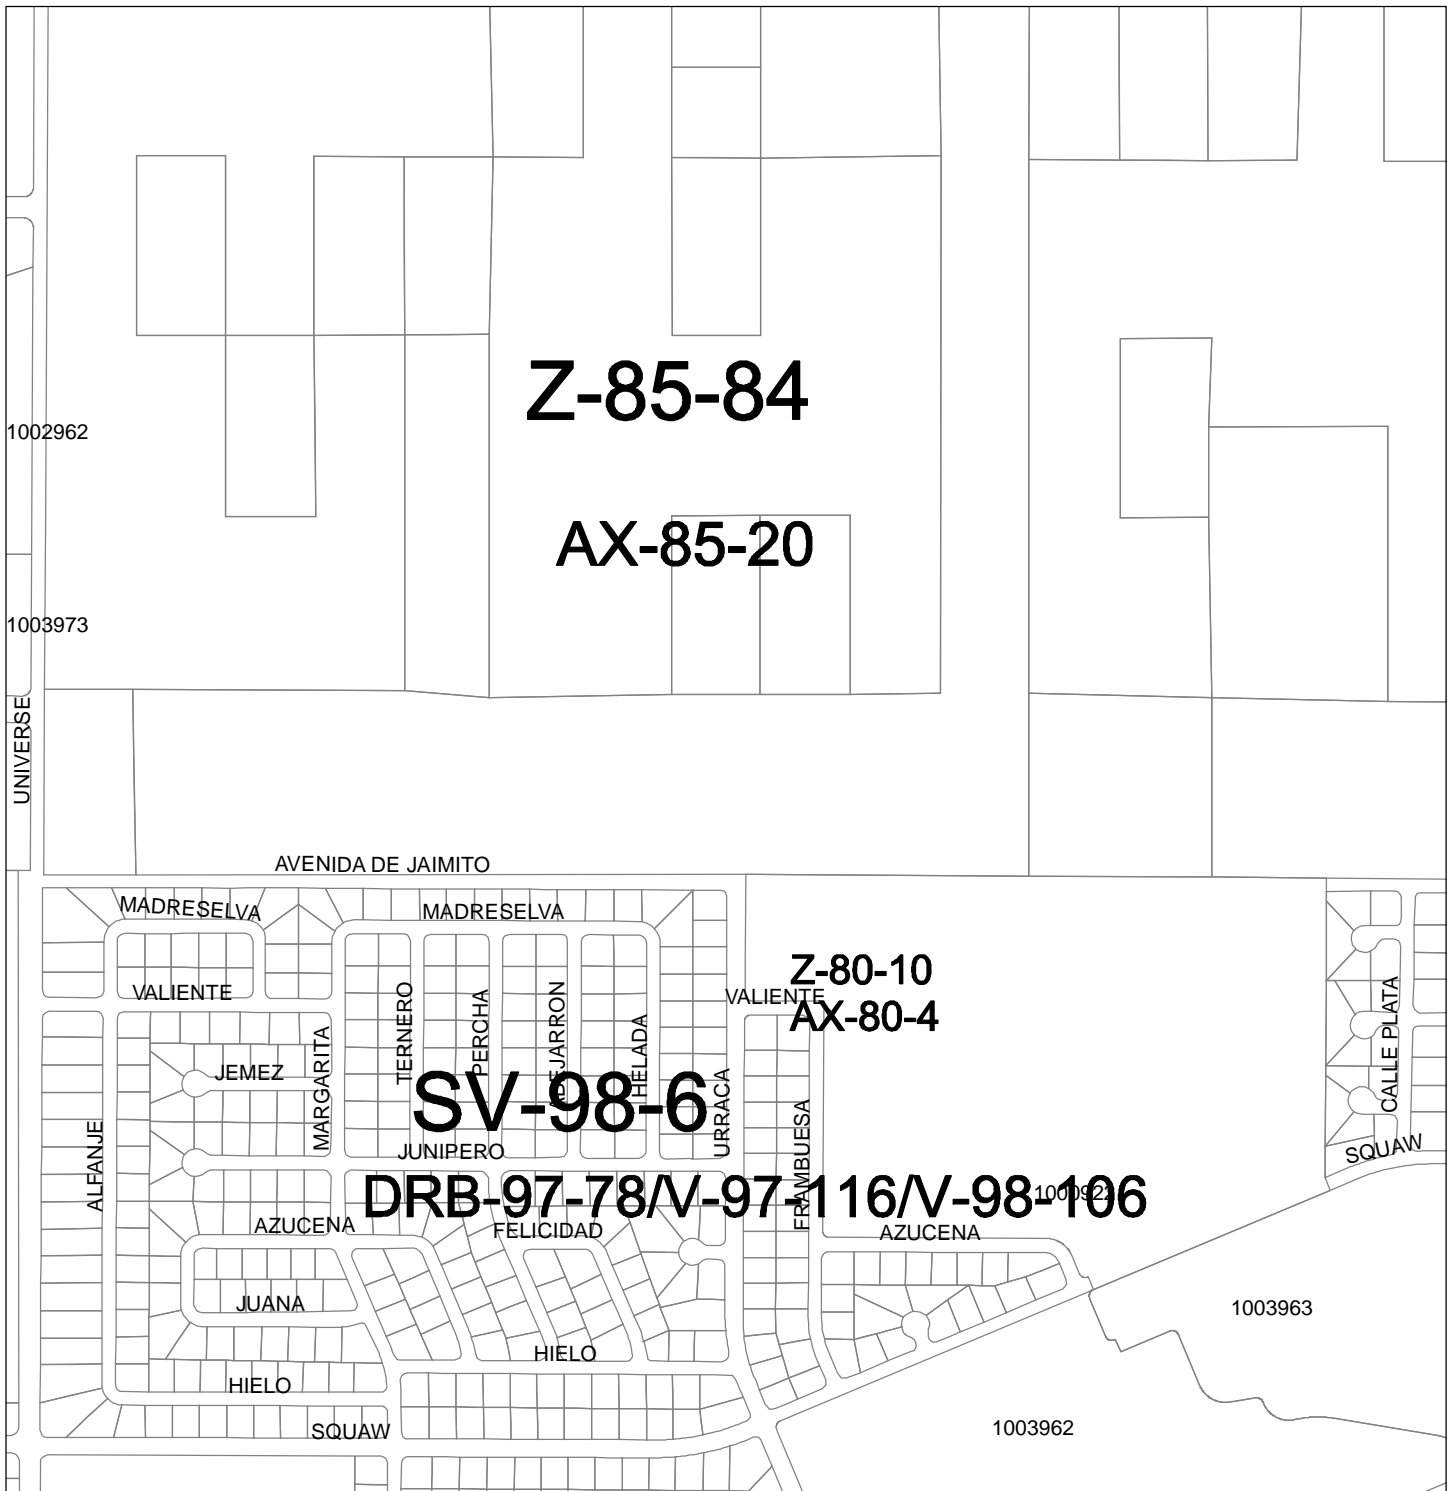 Z-85-84
1002962
AX-85-20
1003973
UNIVERSE
AVENIDA DE JAIMITO
MADRESELVA
MADRESELVA
Z-80-10
VALIENTE
VALIENTE
AX-80-4
TERNERO
PERCHA
ABEJARRON
HELADA
CALLE PLATA
MARGARITA
JEMEZ
SV-98-6
URRACA
FRAMBUESA
ALFANJE
JUNIPERO
SQUAW
DRB-97-78/V-97-116/V-98-106
1000922
AZUCENA
FELICIDAD
AZUCENA
JUANA
1003963
HIELO
HIELO
SQUAW
1003962